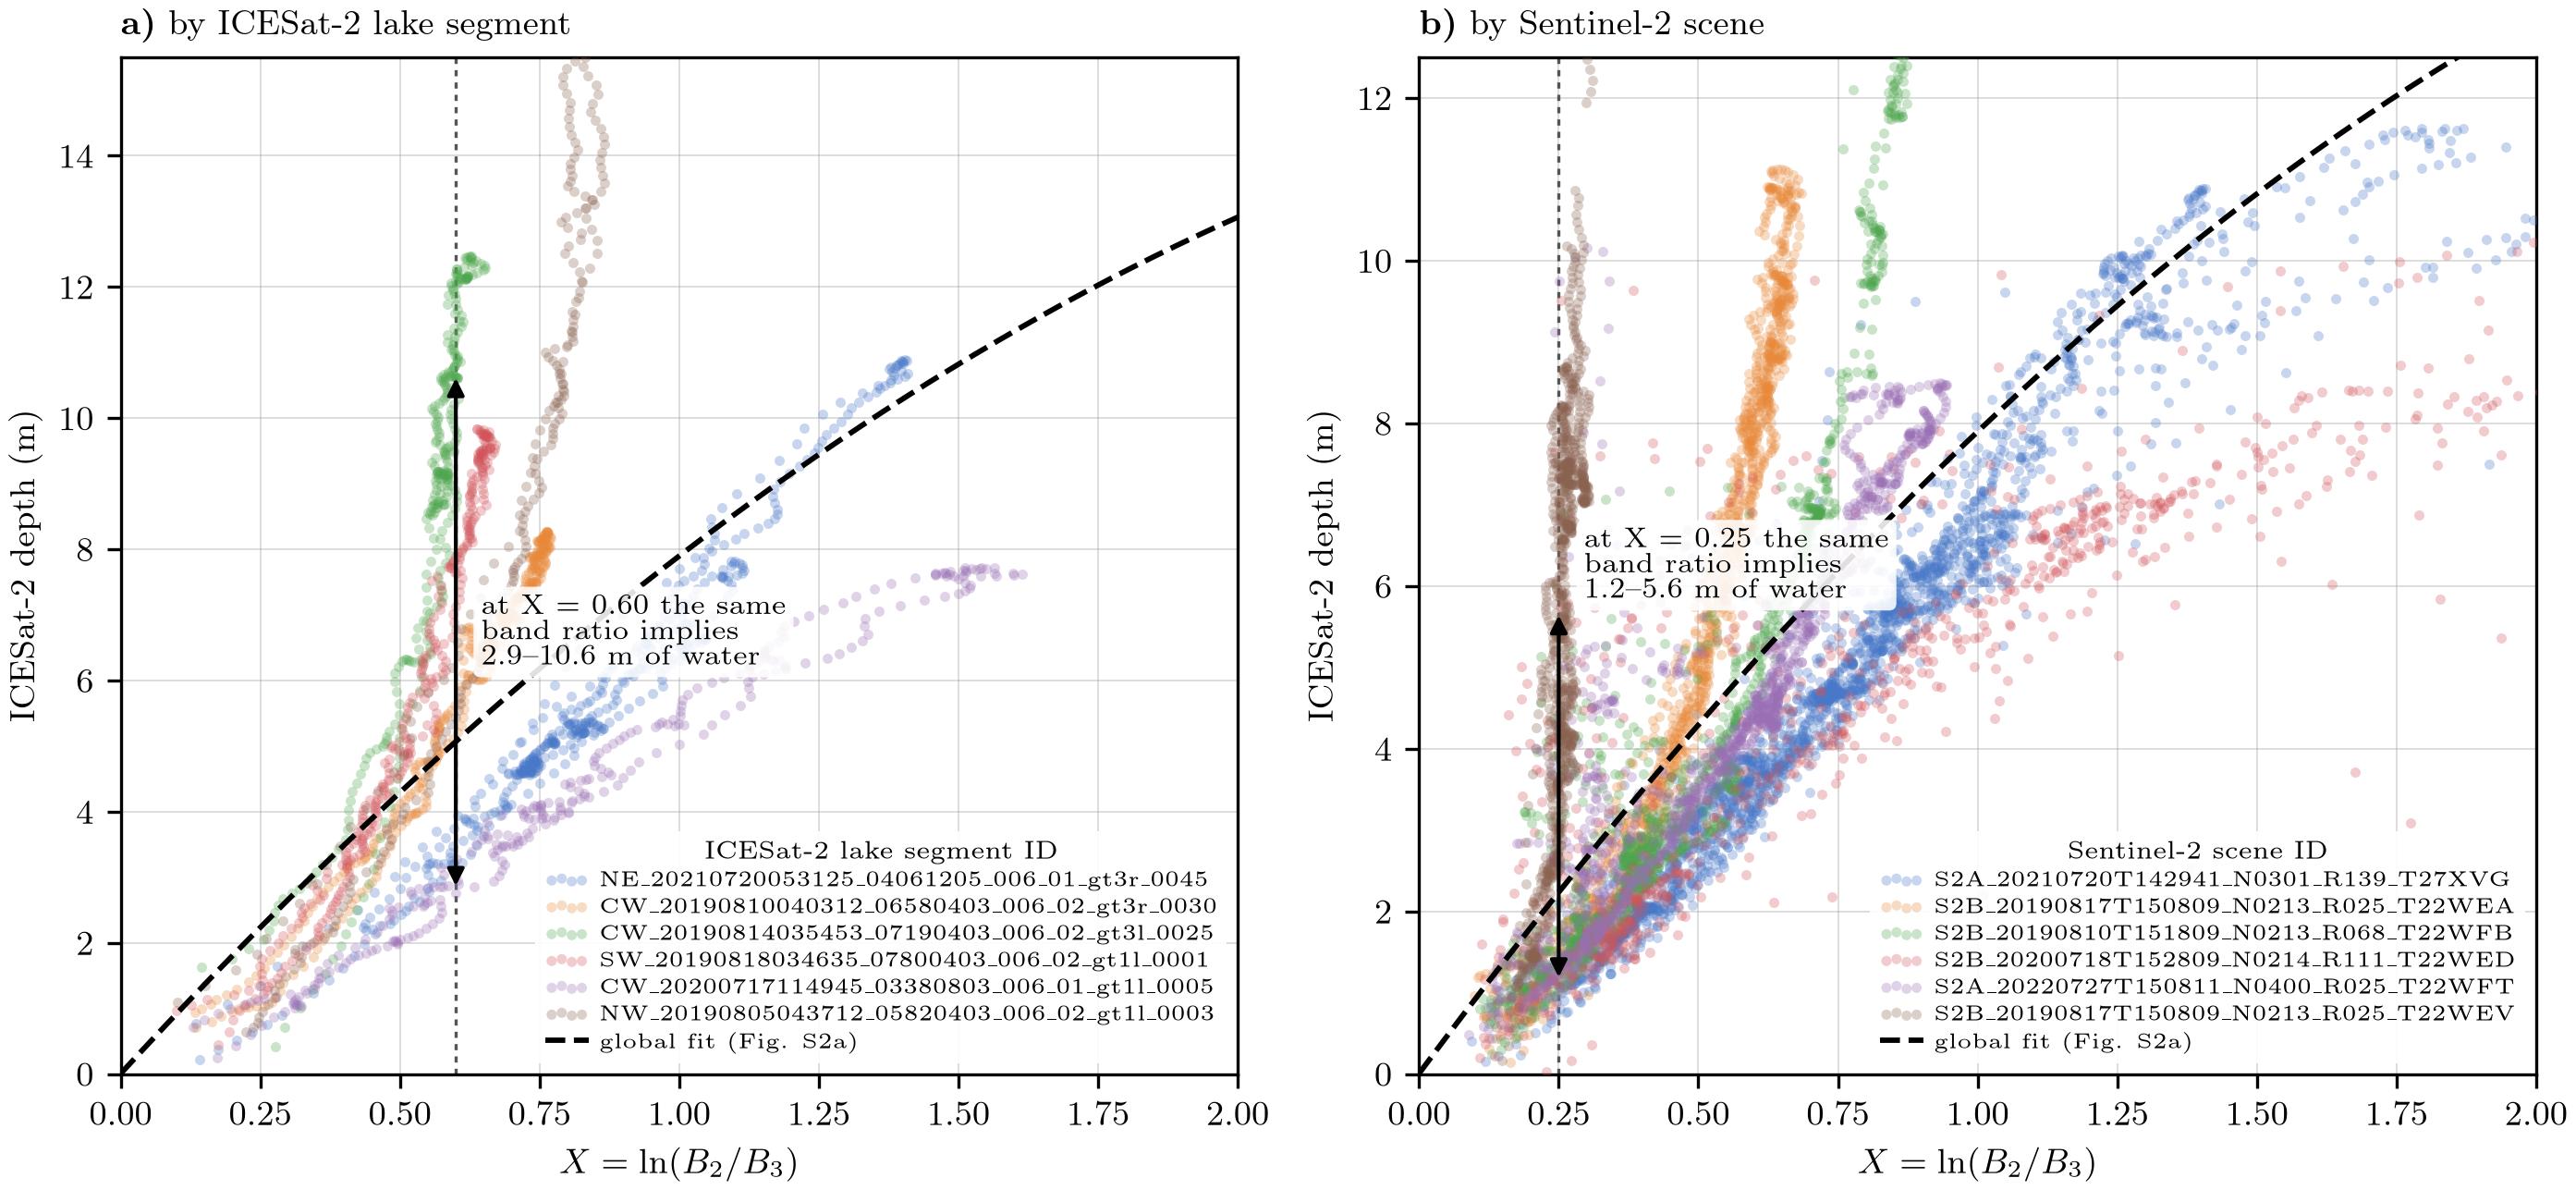 a) by ICESat-2 lake segment
ICESat-2 depth (m)
14
12
10
8
6
4
2
0
at X = 0.60 the same
band ratio implies
2.9–10.6 m of water
ICESat-2 lake segment ID
NE_20210720053125_04061205_006_01_gt3r_0045
CW_20190810040312_06580403_006_02_gt3r_0030
CW_20190814035453_07190403_006_02_gt3l_0025
SW_20190818034635_07800403_006_02_gt1l_0001
CW_20200717114945_03380803_006_01_gt1l_0005
NW_20190805043712_05820403_006_02_gt1l_0003
global fit (Fig. S2a)
0.00 0.25 0.50 0.75 1.00 1.25 1.50 1.75 2.00
X = ln(B₂/B₃)
b) by Sentinel-2 scene
ICESat-2 depth (m)
12
10
8
6
4
2
0
at X = 0.25 the same
band ratio implies
1.2–5.6 m of water
Sentinel-2 scene ID
S2A_20210720T142941_N0301_R139_T27XVG
S2B_20190817T150809_N0213_R025_T22WEA
S2B_20190810T151809_N0213_R068_T22WFB
S2B_20200718T152809_N0214_R111_T22WED
S2A_20220727T150811_N0400_R025_T22WFT
S2B_20190817T150809_N0213_R025_T22WEV
global fit (Fig. S2a)
0.00 0.25 0.50 0.75 1.00 1.25 1.50 1.75 2.00
X = ln(B₂/B₃)